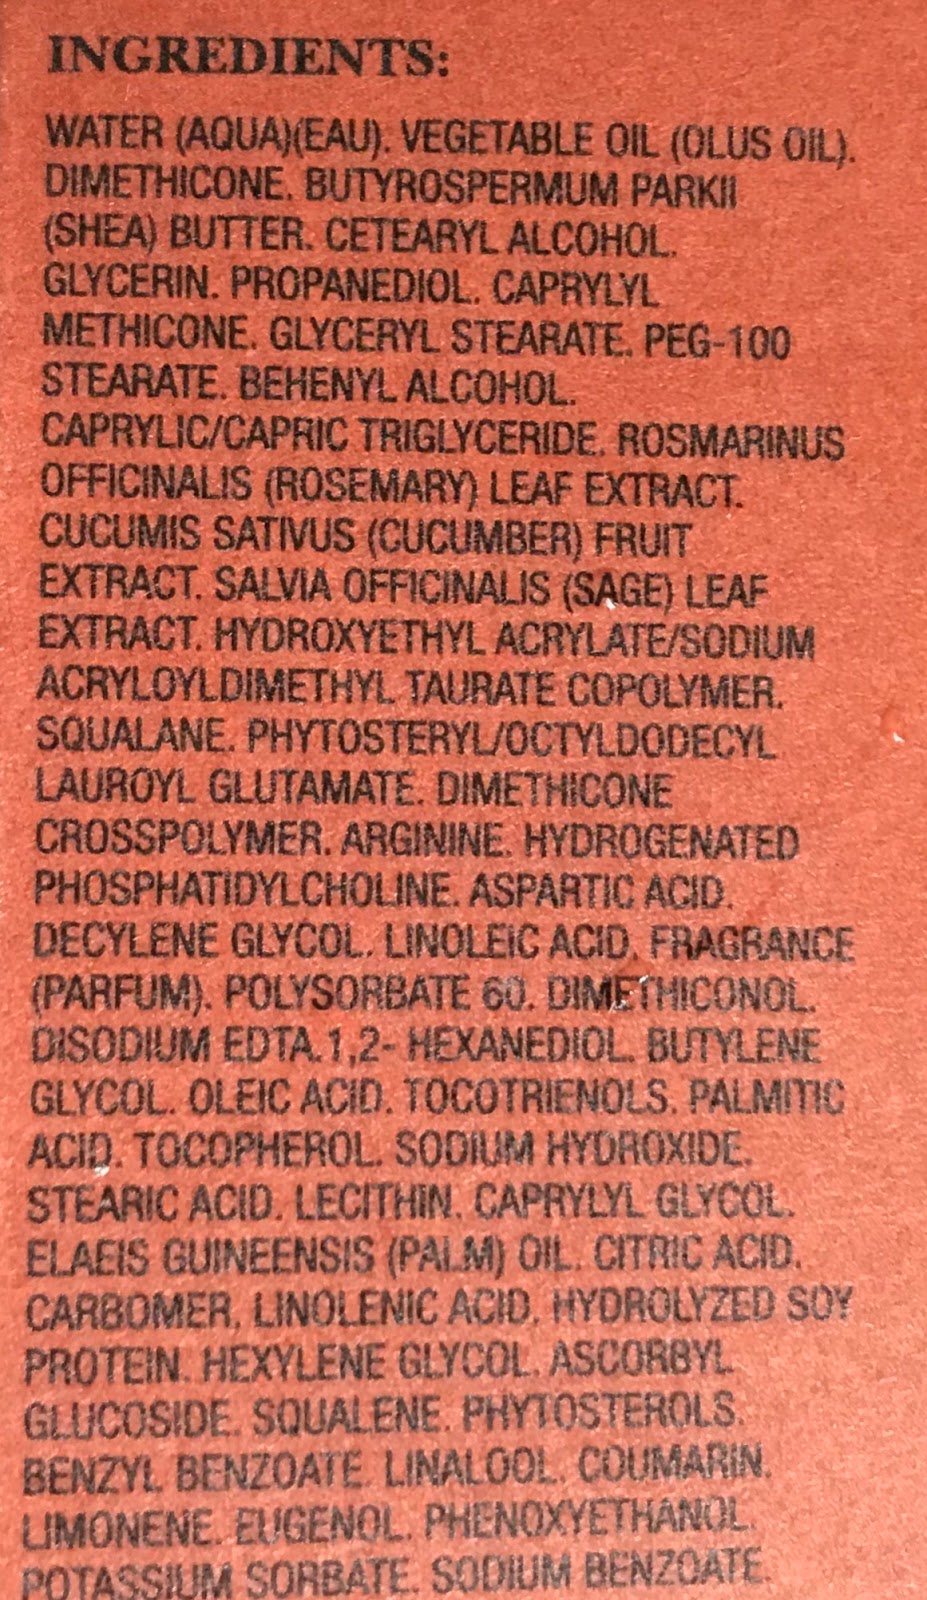 INGREDIENTS:
WATER (AQUA)(EAU). VEGETABLE OIL (OLUS OIL).
DIMETHICONE. BUTYROSPERMUM PARKII
(SHEA) BUTTER. CETEARYL ALCOHOL.
GLYCERIN. PROPANEDIOL. CAPRYLYL
METHICONE. GLYCERYL STEARATE. PEG-100
STEARATE. BEHENYL ALCOHOL.
CAPRYLIC/CAPRIC TRIGLYCERIDE. ROSMARINUS
OFFICINALIS (ROSEMARY) LEAF EXTRACT.
CUCUMIS SATIVUS (CUCUMBER) FRUIT
EXTRACT. SALVIA OFFICINALIS (SAGE) LEAF
EXTRACT. HYDROXYETHYL ACRYLATE/SODIUM
ACRYLOYLDIMETHYL TAURATE COPOLYMER.
SQUALANE. PHYTOSTERYL/OCTYLDODECYL
LAUROYL GLUTAMATE. DIMETHICONE
CROSSPOLYMER. ARGININE. HYDROGENATED
PHOSPHATIDYLCHOLINE. ASPARTIC ACID.
DECYLENE GLYCOL. LINOLEIC ACID. FRAGRANCE
(PARFUM). POLYSORBATE 60. DIMETHICONOL.
DISODIUM EDTA.1,2- HEXANEDIOL. BUTYLENE
GLYCOL. OLEIC ACID. TOCOTRIENOLS. PALMITIC
ACID. TOCOPHEROL. SODIUM HYDROXIDE.
STEARIC ACID. LECITHIN. CAPRYLYL GLYCOL.
ELAEIS GUINEENSIS (PALM) OIL. CITRIC ACID.
CARBOMER. LINOLENIC ACID. HYDROLYZED SOY
PROTEIN. HEXYLENE GLYCOL. ASCORBYL
GLUCOSIDE. SQUALENE. PHYTOSTEROLS.
BENZYL BENZOATE. LINALOOL. COUMARIN.
LIMONENE. EUGENOL. PHENOXYETHANOL.
POTASSIUM SORBATE. SODIUM BENZOATE.